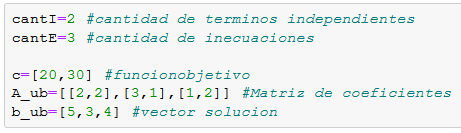 cantI=2 #cantidad de terminos independientes
cantE=3 #cantidad de inecuaciones
c=[20,30] #funcionobjetivo
A_ub=[[2,2],[3,1],[1,2]] #Matriz de coeficientes
b_ub=[5,3,4] #vector solucion